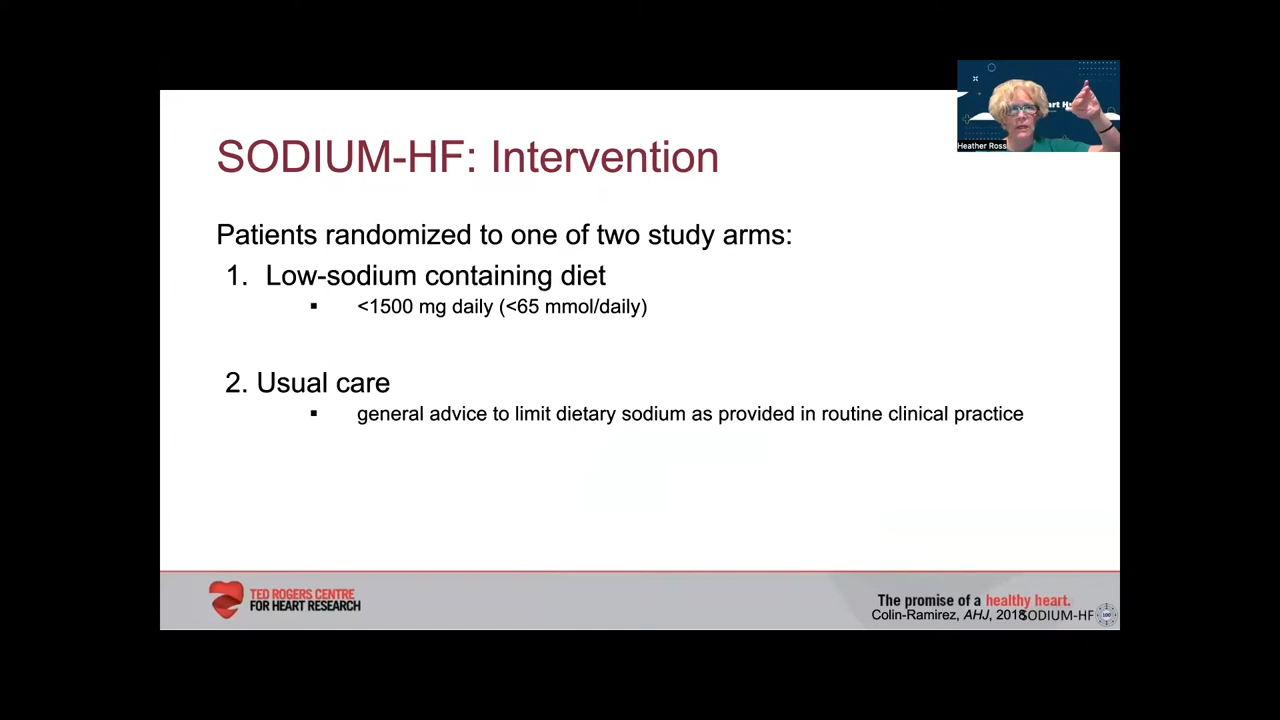 SODIUM-HF: Intervention
Heather Ross
Patients randomized to one of two study arms:
1. Low-sodium containing diet
▪ <1500 mg daily (<65 mmol/daily)
2. Usual care
▪ general advice to limit dietary sodium as provided in routine clinical practice
TED ROGERS CENTRE
FOR HEART RESEARCH
The promise of a healthy heart.
Colin-Ramirez, AHJ, 2018
SODIUM-HF